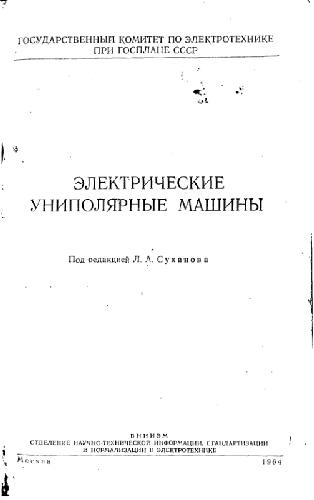 ГОСУДАРСТВЕННЫЙ КОМИТЕТ ПО ЭЛЕКТРОТЕХНИКЕ
ПРИ ГОСПЛАНЕ СССР
ЭЛЕКТРИЧЕСКИЕ
УНИПОЛЯРНЫЕ МАШИНЫ
Под редакцией Л. А. Суханова
ВНИИЭМ
ОТДЕЛЕНИЕ НАУЧНО-ТЕХНИЧЕСКОЙ ИНФОРМАЦИИ, СТАНДАРТИЗАЦИИ
И НОРМАЛИЗАЦИИ В ЭЛЕКТРОТЕХНИКЕ
Москва 1964